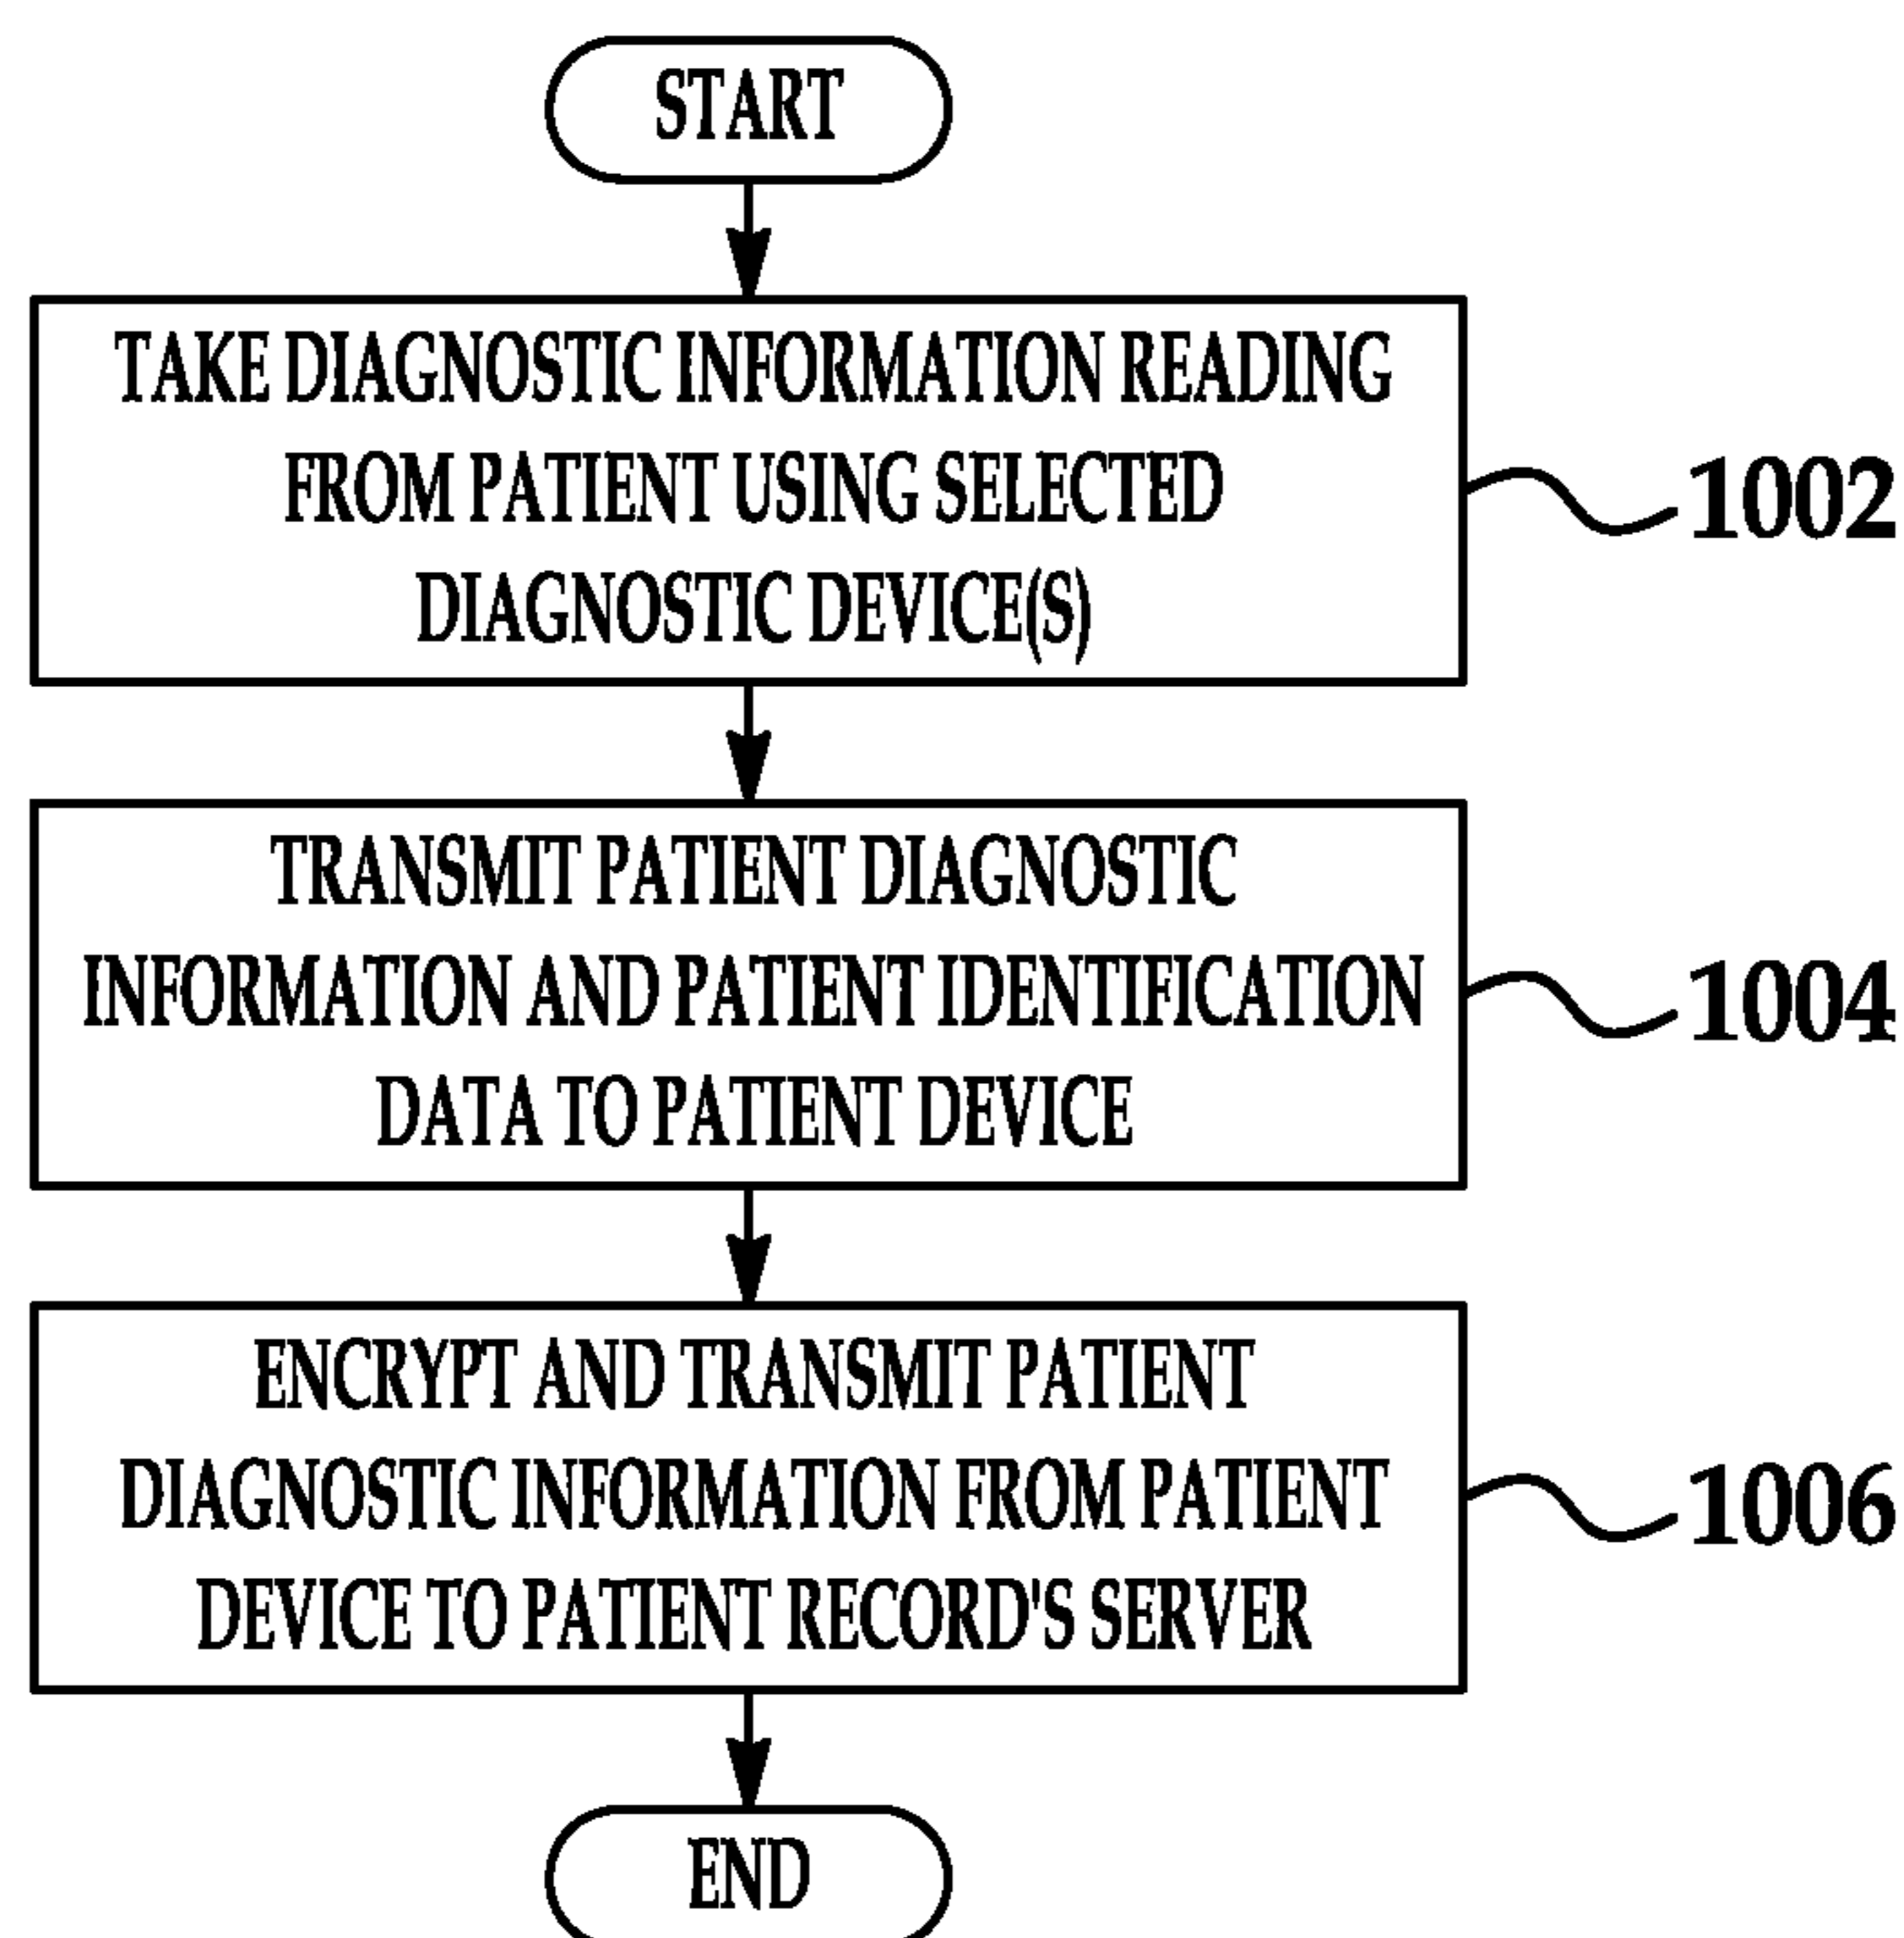 START
TAKE DIAGNOSTIC INFORMATION READING
FROM PATIENT USING SELECTED
DIAGNOSTIC DEVICE(S)
1002
TRANSMIT PATIENT DIAGNOSTIC
INFORMATION AND PATIENT IDENTIFICATION
DATA TO PATIENT DEVICE
1004
ENCRYPT AND TRANSMIT PATIENT
DIAGNOSTIC INFORMATION FROM PATIENT
DEVICE TO PATIENT RECORD'S SERVER
1006
END